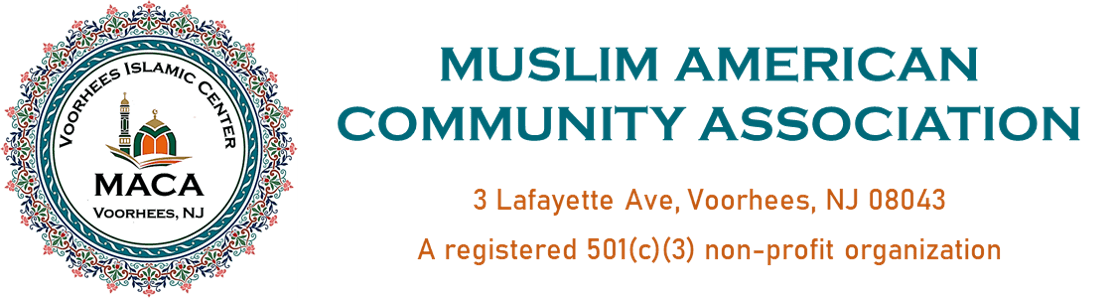 VOORHEES ISLAMIC CENTER
MACA
VOORHEES, NJ
MUSLIM AMERICAN
COMMUNITY ASSOCIATION
3 Lafayette Ave, Voorhees, NJ 08043
A registered 501(c)(3) non-profit organization